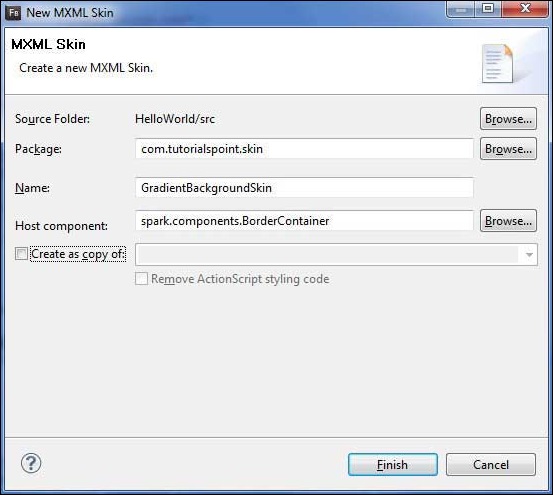 FB New MXML Skin
MXML Skin
Create a new MXML Skin.
Source Folder: HelloWorld/src Browse...
Package: com.tutorialspoint.skin Browse...
Name: GradientBackgroundSkin
Host component: spark.components.BorderContainer Browse...
Create as copy of:
Remove ActionScript styling code
? Finish Cancel